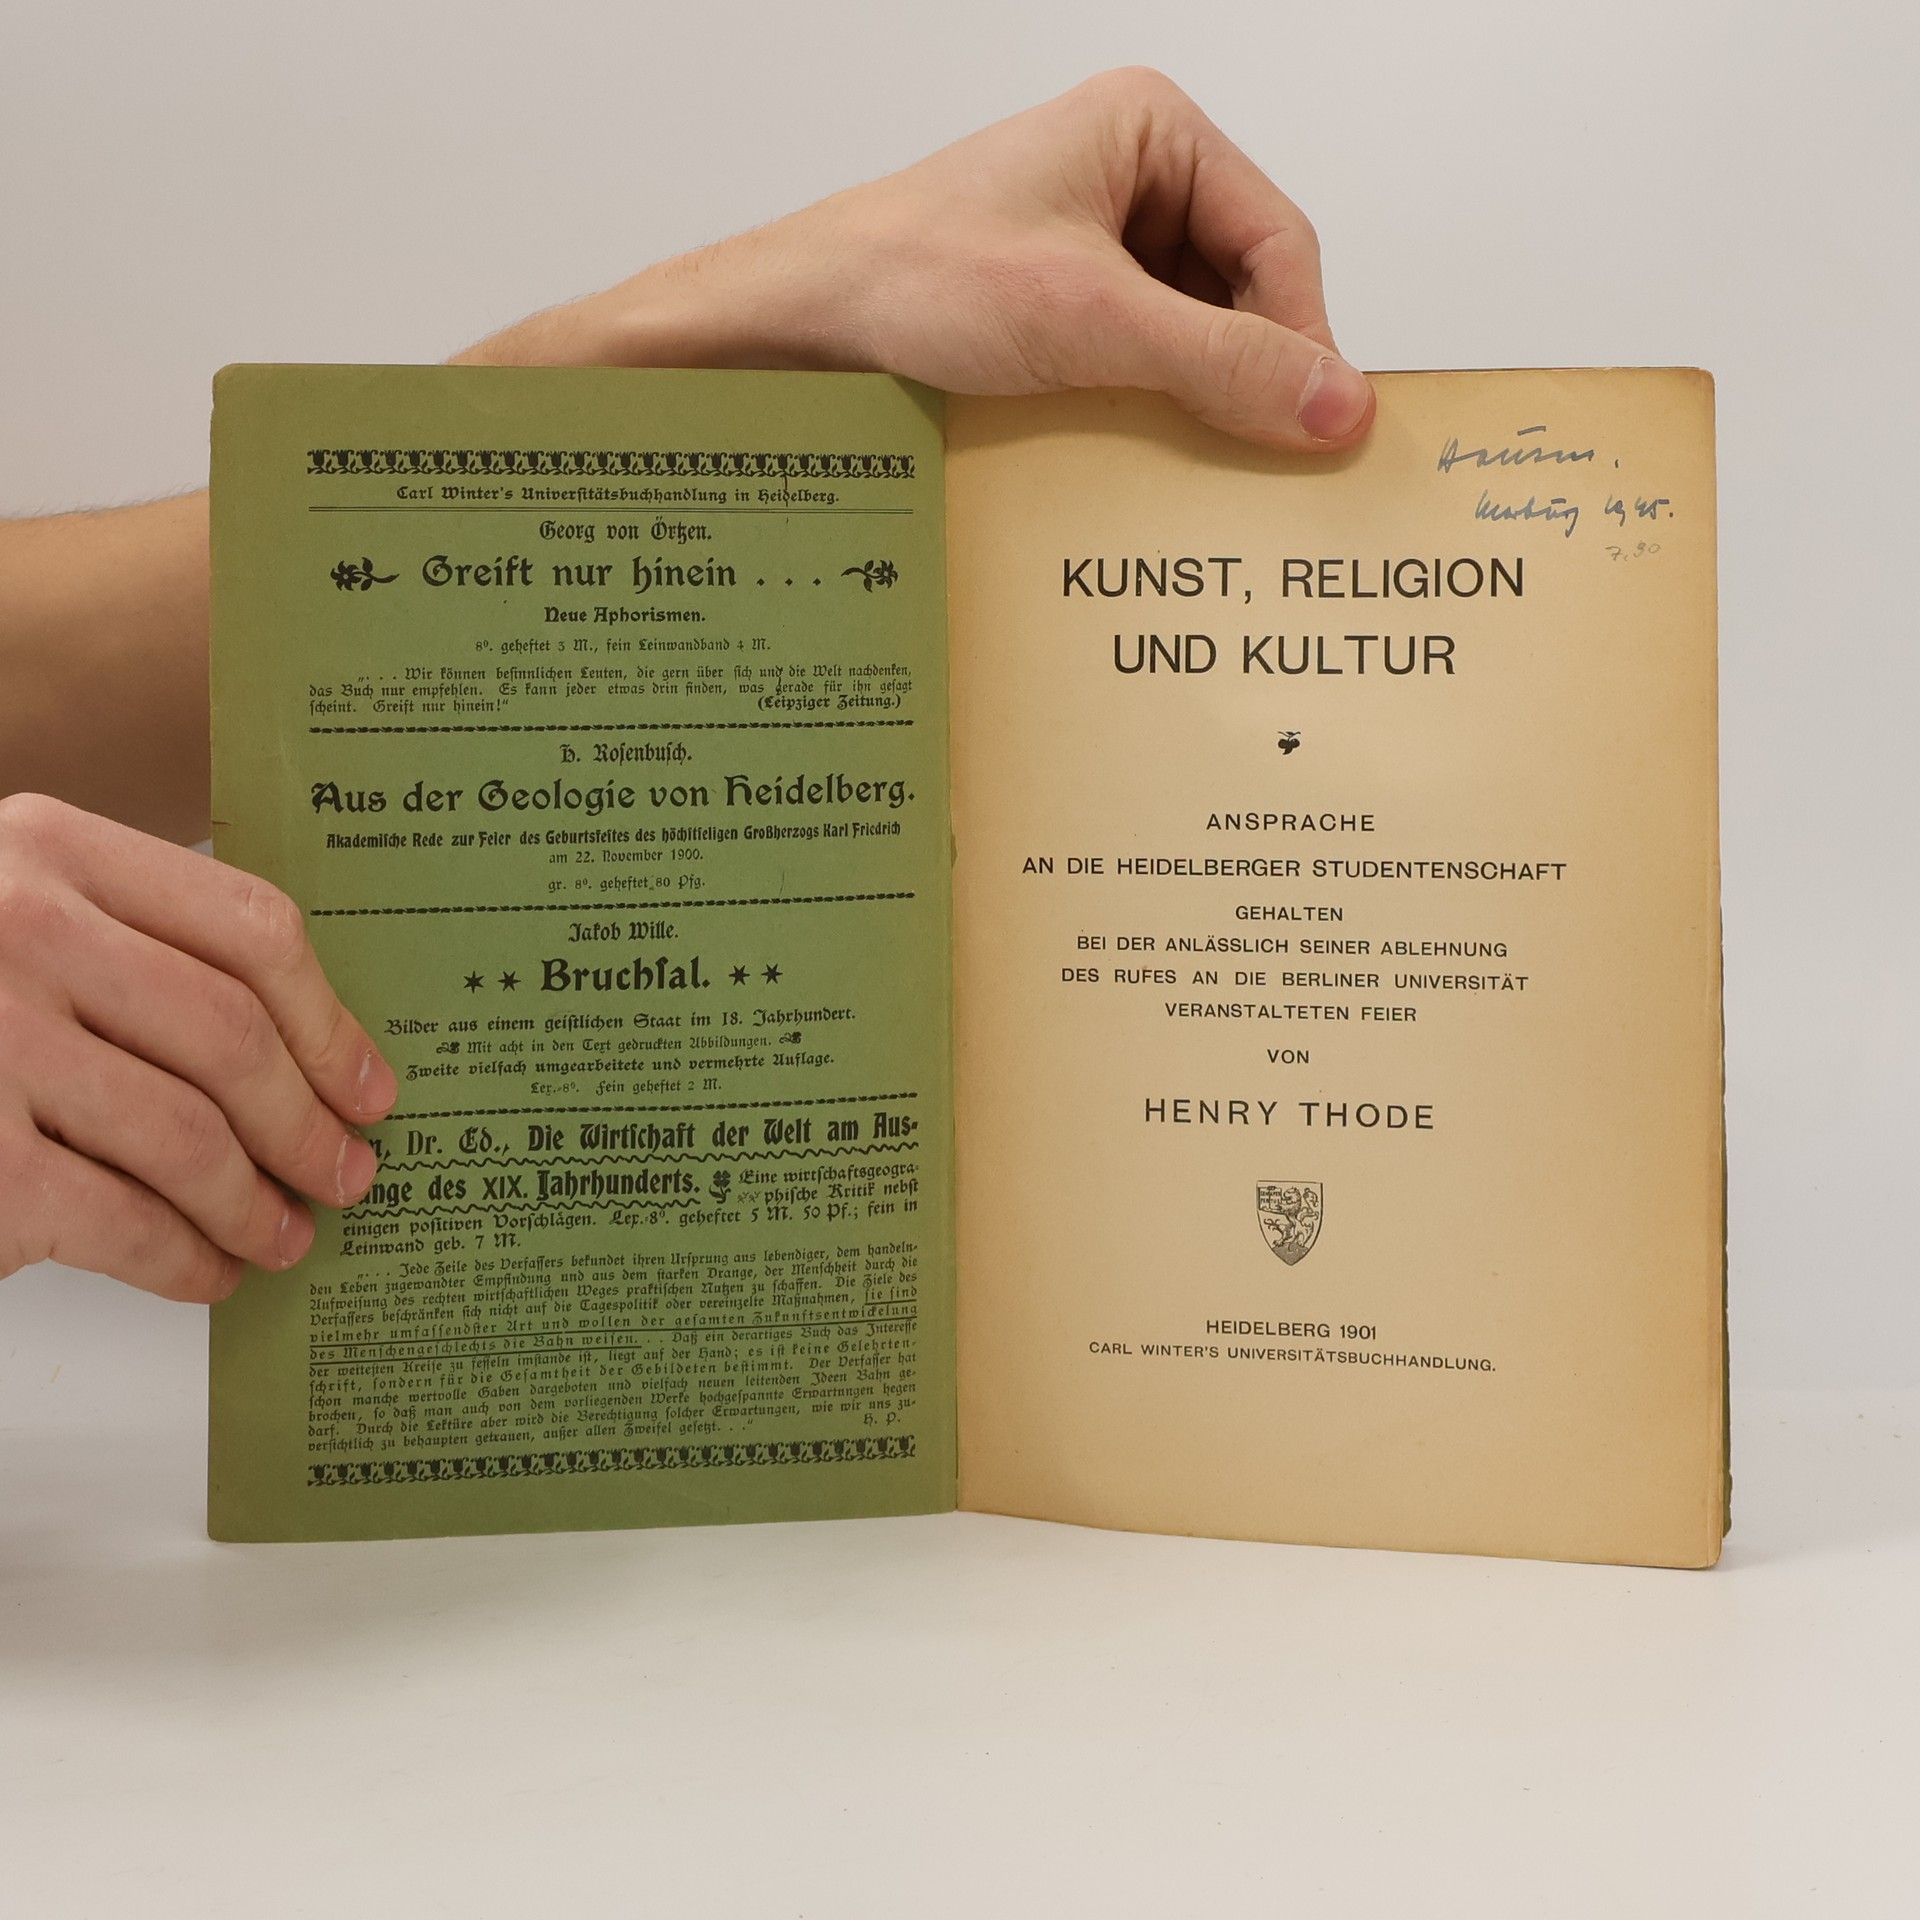 Carl Winter's Universitätsbuchhandlung in Heidelberg.
Georg von Örtzen.
Greift nur hinein . . .
Neue Aphorismen.
8⁰. geheftet 3 M., fein Leinwandband 4 M.
„. . . Wir können besinnlichen Leuten, die gern über sich und die Welt nachdenken,
das Buch nur empfehlen. Es kann jeder etwas drin finden, was gerade für ihn gesagt
scheint. Greift nur hinein!“ (Leipziger Zeitung.)
H. Rosenbusch.
Aus der Geologie von Heidelberg.
Akademische Rede zur Feier des Geburtsfestes des höchstseligen Großherzogs Karl Friedrich
am 22. November 1900.
gr. 8⁰. geheftet 80 Pfg.
Jakob Wille.
* * Bruchsal. * *
Bilder aus einem geistlichen Staat im 18. Jahrhundert.
Mit acht in den Text gedruckten Abbildungen.
Zweite vielfach umgearbeitete und vermehrte Auflage.
Lex.-8⁰. Fein geheftet 2 M.
n, Dr. Ed., Die Wirtschaft der Welt am Aus-
ange des XIX. Jahrhunderts. Eine wirtschaftsgeogra-
phische Kritik nebst
einigen positiven Vorschlägen. Lex.-8⁰. geheftet 5 M. 50 Pf.; fein in
Leinwand geb. 7 M.
„. . . Jede Zeile des Verfassers bekundet ihren Ursprung aus lebendiger, dem handeln-
den Leben zugewandter Empfindung und aus dem starken Drange, der Menschheit durch die
Aufweisung des rechten wirtschaftlichen Weges praktischen Nutzen zu schaffen. Die Ziele des
Verfassers beschränken sich nicht auf die Tagespolitik oder vereinzelte Maßnahmen, sie sind
vielmehr umfassendster Art und wollen der gesamten Zukunftsentwickelung
des Menschengeschlechts die Bahn weisen. . . Daß ein derartiges Buch das Interesse
der weitesten Kreise zu fesseln imstande ist, liegt auf der Hand; es ist keine Gelehrten-
schrift, sondern für die Gesamtheit der Gebildeten bestimmt. Der Verfasser hat
schon manche wertvolle Gaben dargeboten und vielfach neuen leitenden Ideen Bahn ge-
brochen, so daß man auch von dem vorliegenden Werke hochgespannte Erwartungen hegen
darf. Durch die Lektüre aber wird die Berechtigung solcher Erwartungen, wie wir uns zu-
versichtlich zu behaupten getrauen, außer allen Zweifel gesetzt. . .“ H. P.
Marburg 1945.
7,90
KUNST, RELIGION
UND KULTUR
ANSPRACHE
AN DIE HEIDELBERGER STUDENTENSCHAFT
GEHALTEN
BEI DER ANLÄSSLICH SEINER ABLEHNUNG
DES RUFES AN DIE BERLINER UNIVERSITÄT
VERANSTALTETEN FEIER
VON
HENRY THODE
HEIDELBERG 1901
CARL WINTER'S UNIVERSITÄTSBUCHHANDLUNG.